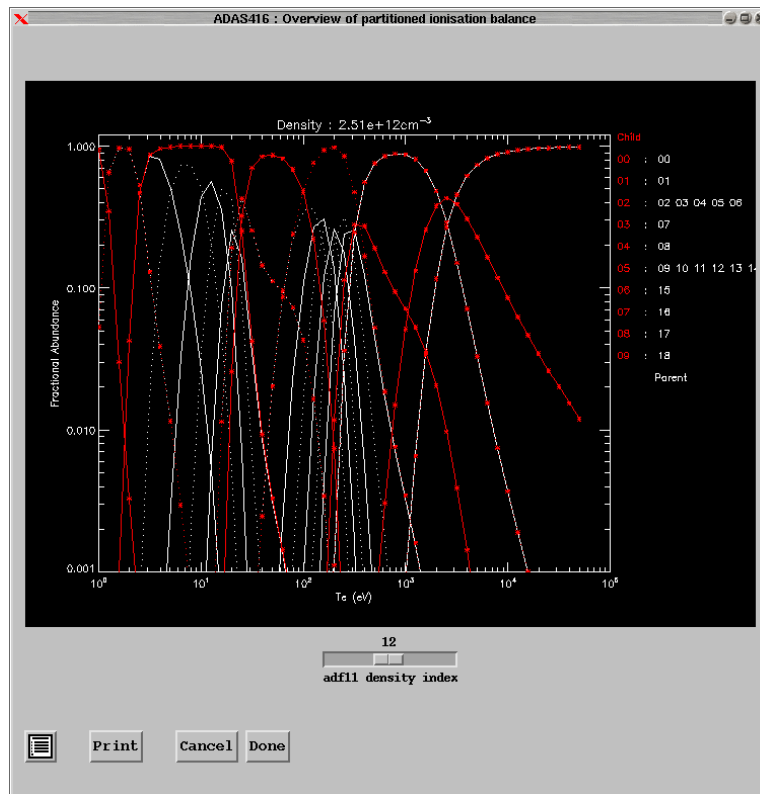 ADAS416 : Overview of partitioned ionisation balance
Density : 2.51e+12cm⁻³
Child
00 : 00
01 : 01
02 : 02 03 04 05 06
03 : 07
04 : 08
05 : 09 10 11 12 13 1
06 : 15
07 : 16
08 : 17
09 : 18
Parent
Fractional Abundance
1.000
0.100
0.010
0.001
10⁰ 10¹ 10² 10³ 10⁴ 10⁵
Te (eV)
12
adf11 density index
Print Cancel Done